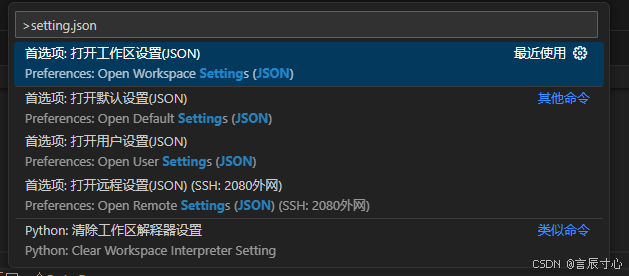 >setting.json
首选项: 打开工作区设置(JSON)
最近使用
Preferences: Open Workspace Settings (JSON)
首选项: 打开默认设置(JSON)
其他命令
Preferences: Open Default Settings (JSON)
首选项: 打开用户设置(JSON)
Preferences: Open User Settings (JSON)
首选项: 打开远程设置(JSON) (SSH: 2080外网)
Preferences: Open Remote Settings (JSON) (SSH: 2080外网)
Python: 清除工作区解释器设置
类似命令
Python: Clear Workspace Interpreter Setting
CSDN @言辰寸心